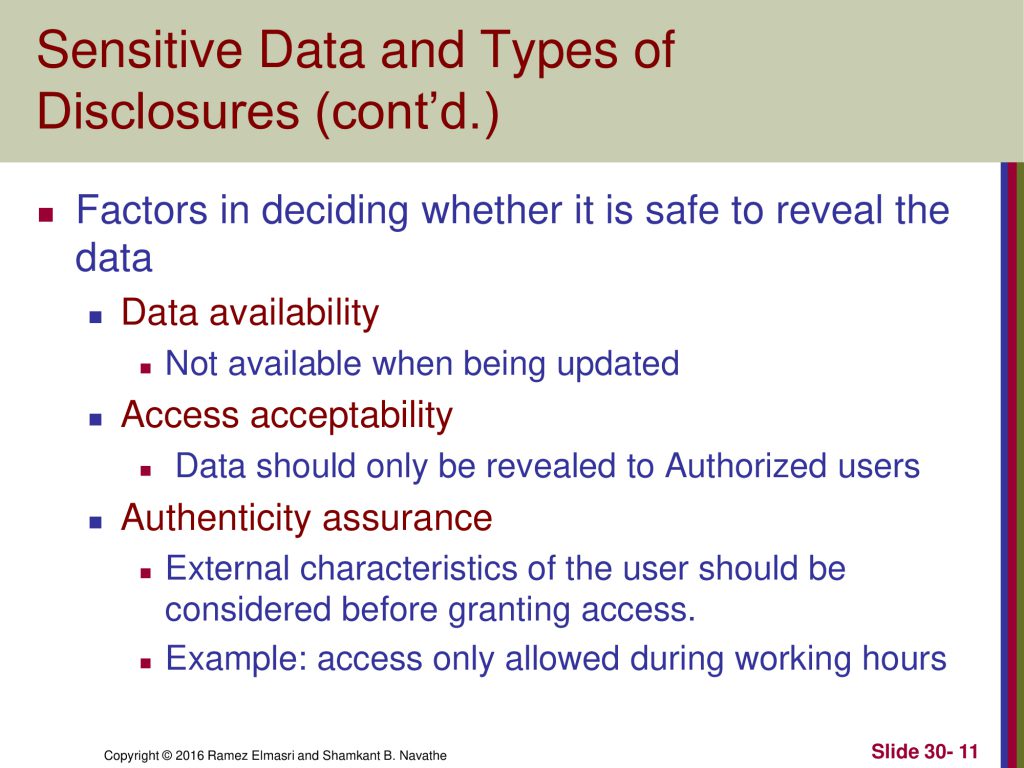 Sensitive Data and Types of
Disclosures (cont’d.)
Factors in deciding whether it is safe to reveal the
data
Data availability
Not available when being updated
Access acceptability
Data should only be revealed to Authorized users
Authenticity assurance
External characteristics of the user should be
considered before granting access.
Example: access only allowed during working hours
Copyright © 2016 Ramez Elmasri and Shamkant B. Navathe
Slide 30- 11